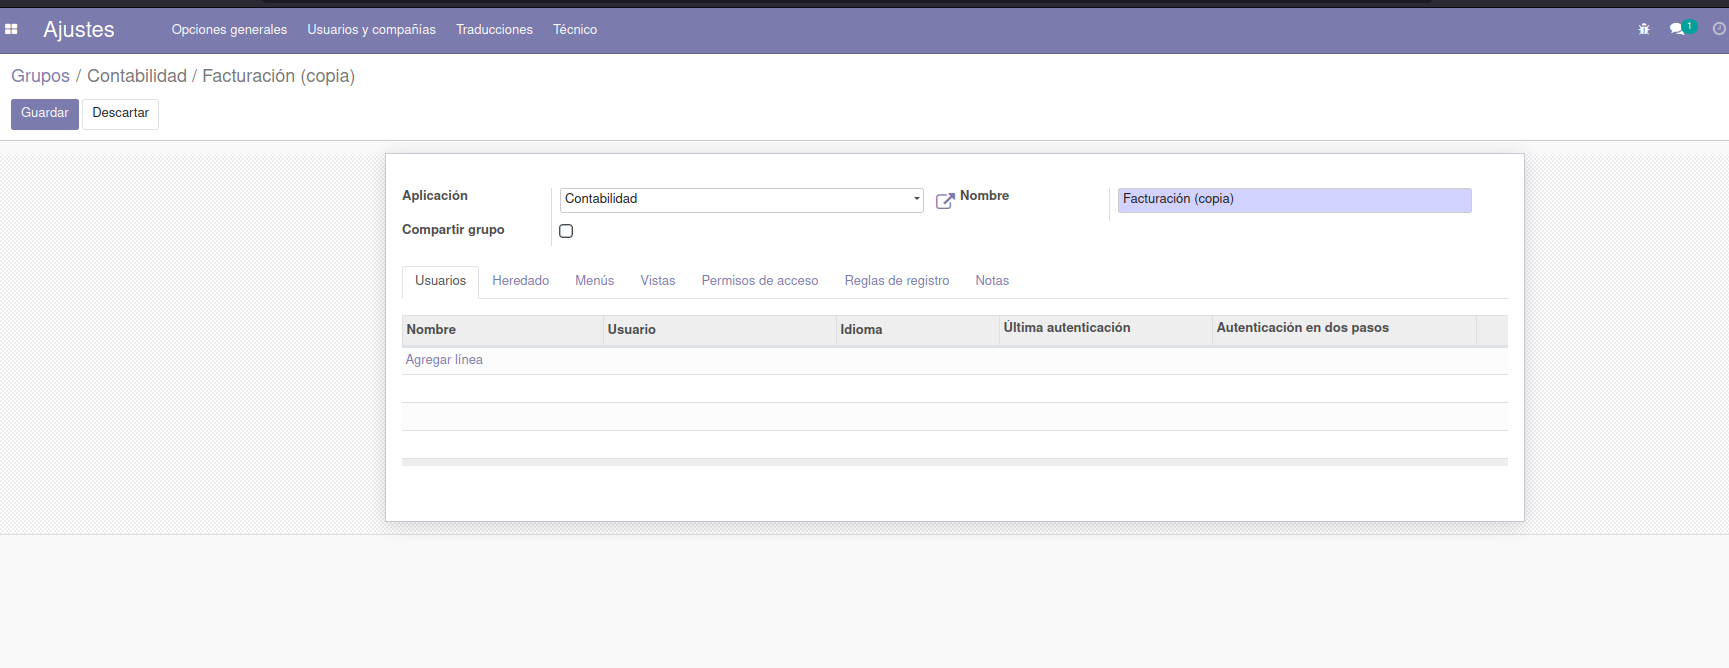 Ajustes Opciones generales Usuarios y compañías Traducciones Técnico 1
Grupos / Contabilidad / Facturación (copia)
Guardar Descartar
Aplicación Contabilidad Nombre Facturación (copia)
Compartir grupo
Usuarios Heredado Menús Vistas Permisos de acceso Reglas de registro Notas
Nombre Usuario Idioma Última autenticación Autenticación en dos pasos
Agregar línea